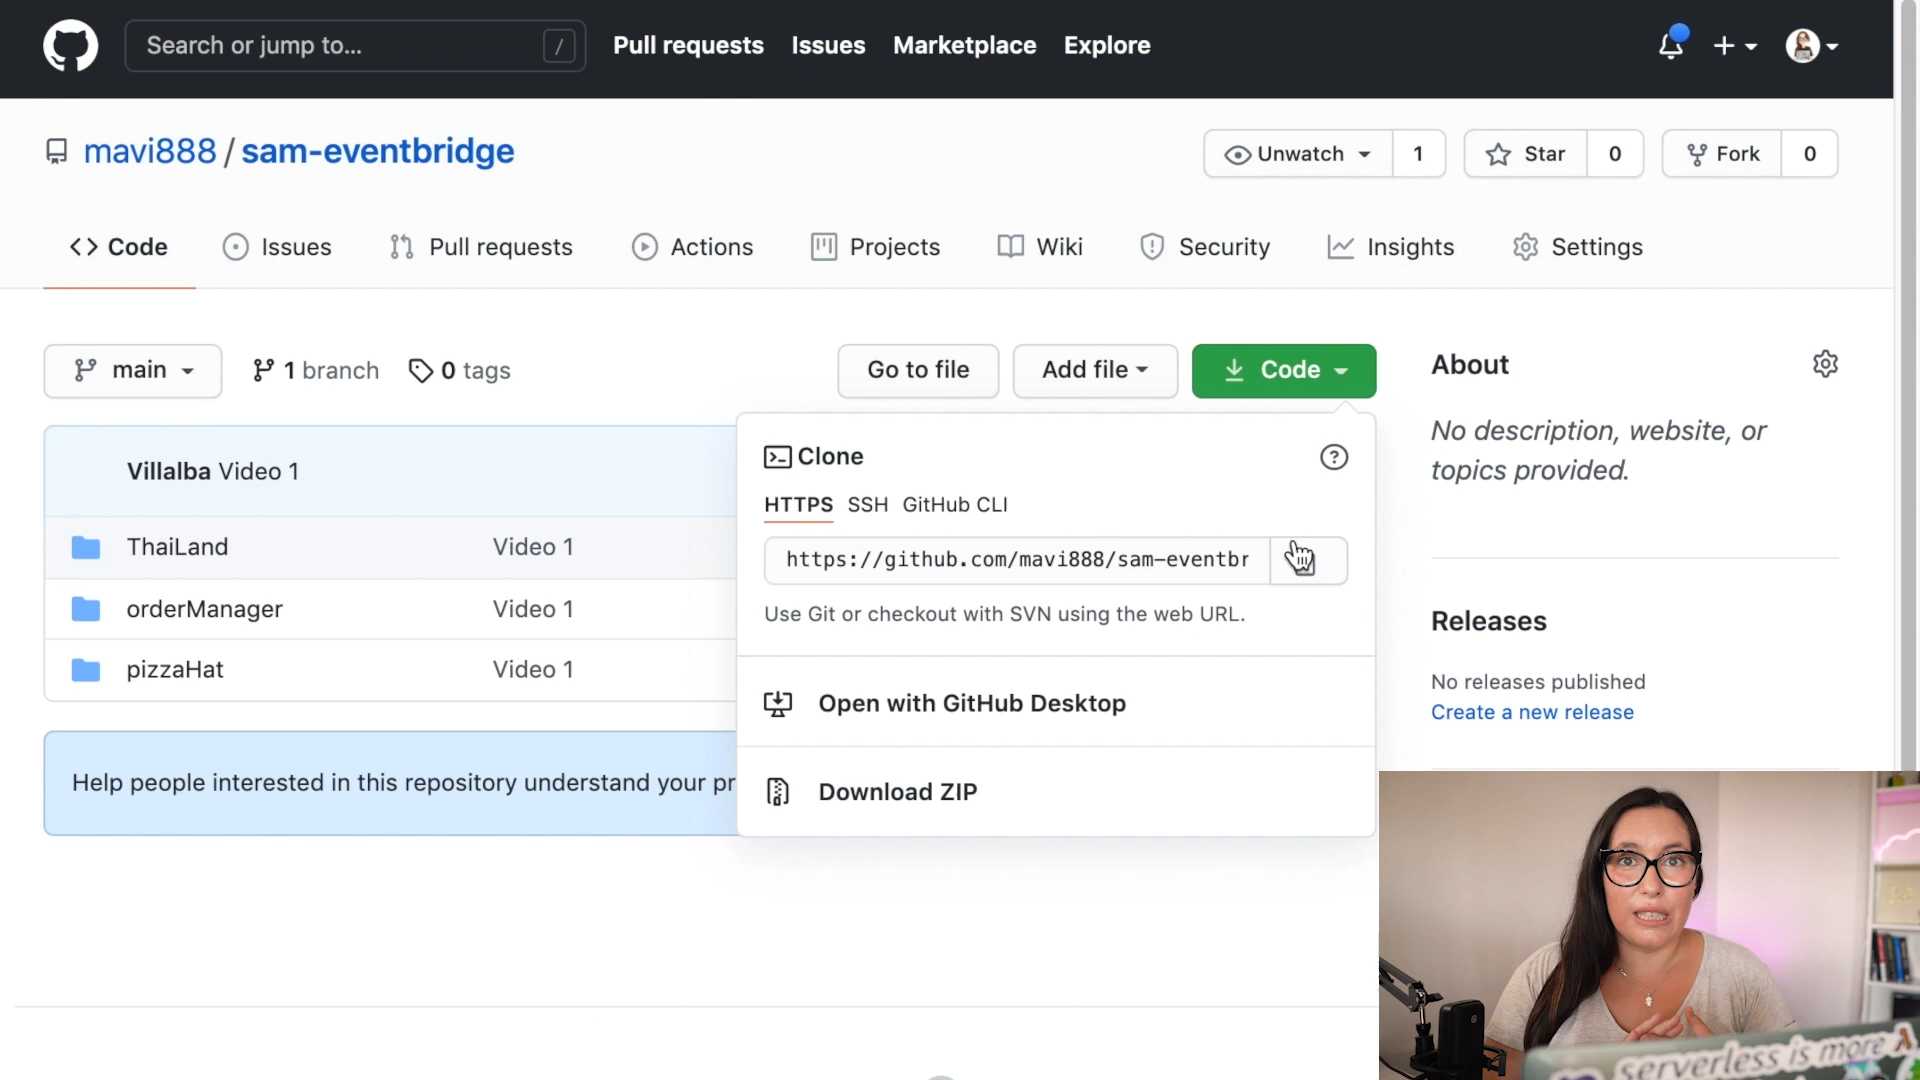 Search or jump to... /
Pull requests Issues Marketplace Explore
mavi888 / sam-eventbridge
Unwatch 1 Star 0 Fork 0
Code Issues Pull requests Actions Projects Wiki Security Insights Settings
main 1 branch 0 tags Go to file Add file Code
About
No description, website, or
topics provided.
Villalba Video 1
ThaiLand Video 1
orderManager Video 1
pizzaHat Video 1
Help people interested in this repository understand your pr
Clone
HTTPS SSH GitHub CLI
https://github.com/mavi888/sam-eventbr
Use Git or checkout with SVN using the web URL.
Open with GitHub Desktop
Download ZIP
Releases
No releases published
Create a new release
serverless is more